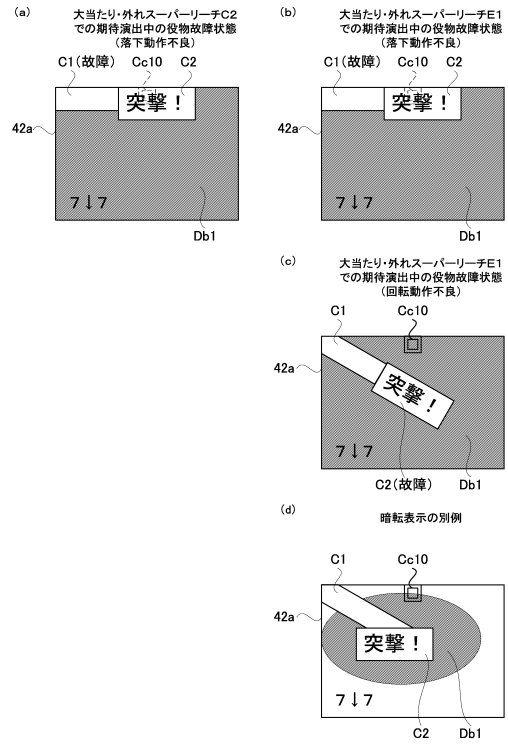 (a)
大当たり・外れスーパーリーチC2
での期待演出中の役物故障状態
(落下動作不良)
C1(故障)
Cc10
C2
突撃！
42a
7↓7
Db1
(b)
大当たり・外れスーパーリーチE1
での期待演出中の役物故障状態
(落下動作不良)
C1(故障)
Cc10
C2
突撃！
42a
7↓7
Db1
(c)
大当たり・外れスーパーリーチE1
での期待演出中の役物故障状態
(回転動作不良)
C1
Cc10
42a
突撃！
7↓7
C2(故障)
Db1
(d)
暗転表示の別例
C1
Cc10
42a
突撃！
7↓7
C2
Db1